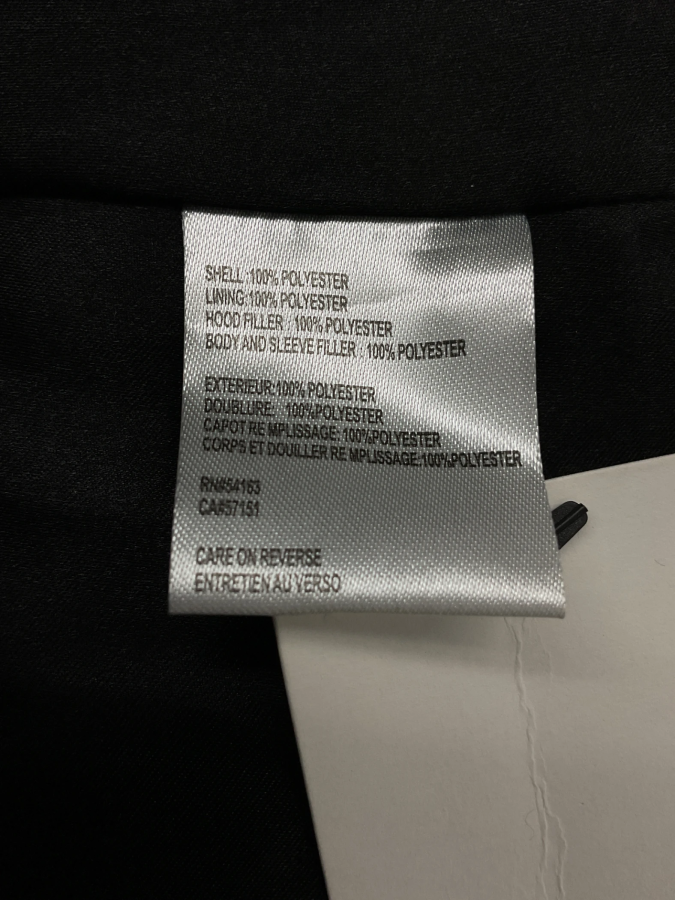 SHELL :100% POLYESTER
LINING:100% POLYESTER
HOOD FILLER : 100% POLYESTER
BODY AND SLEEVE FILLER : 100% POLYESTER
EXTERIEUR:100% POLYESTER
DOUBLURE: 100%POLYESTER
CAPOT RE MPLISSAGE: 100%POLYESTER
CORPS ET DOUILLER RE MPLISSAGE:100%POLYESTER
RN#54163
CA#57151
CARE ON REVERSE
ENTRETIEN AU VERSO